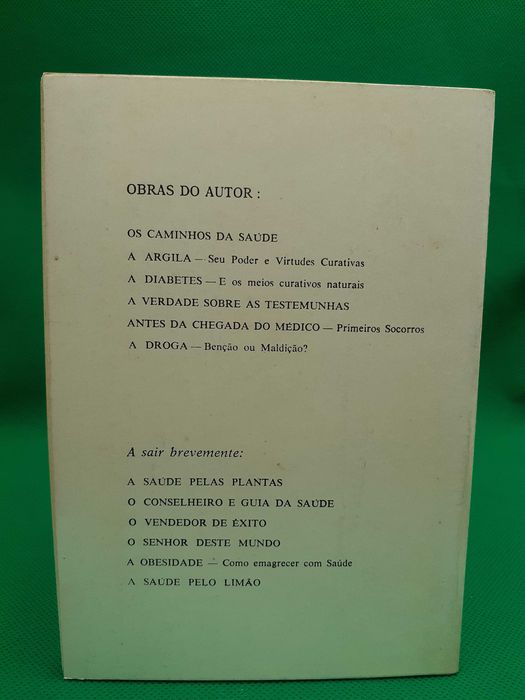 OBRAS DO AUTOR :
OS CAMINHOS DA SAÚDE
A ARGILA — Seu Poder e Virtudes Curativas
A DIABETES — E os meios curativos naturais
A VERDADE SOBRE AS TESTEMUNHAS
ANTES DA CHEGADA DO MÉDICO — Primeiros Socorros
A DROGA — Benção ou Maldição?
A sair brevemente:
A SAÚDE PELAS PLANTAS
O CONSELHEIRO E GUIA DA SAÚDE
O VENDEDOR DE ÉXITO
O SENHOR DESTE MUNDO
A OBESIDADE — Como emagrecer com Saúde
A SAÚDE PELO LIMÃO